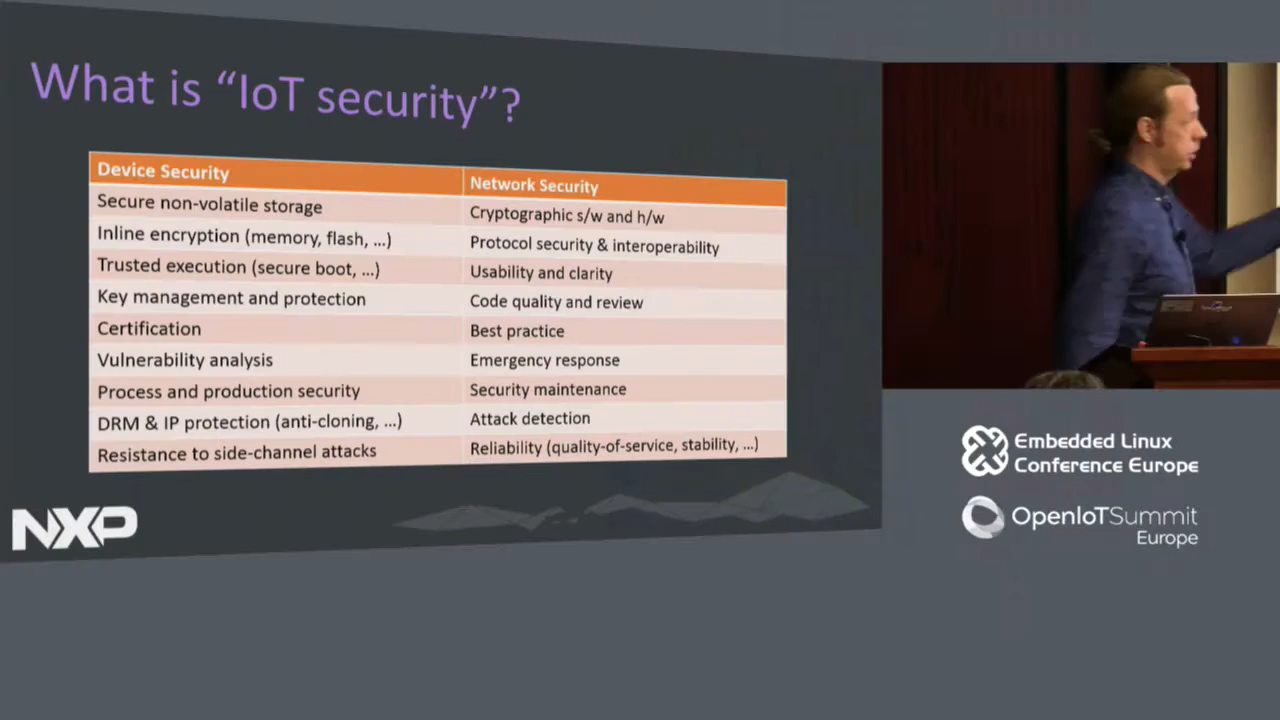 What is “IoT security”?
Device Security
Network Security
Secure non-volatile storage
Cryptographic s/w and h/w
Inline encryption (memory, flash, ...)
Protocol security & interoperability
Trusted execution (secure boot, ...)
Usability and clarity
Key management and protection
Code quality and review
Certification
Best practice
Vulnerability analysis
Emergency response
Process and production security
Security maintenance
DRM & IP protection (anti-cloning, ...)
Attack detection
Resistance to side-channel attacks
Reliability (quality-of-service, stability, ...)
NXP
Embedded Linux
Conference Europe
OpenIoTSummit
Europe